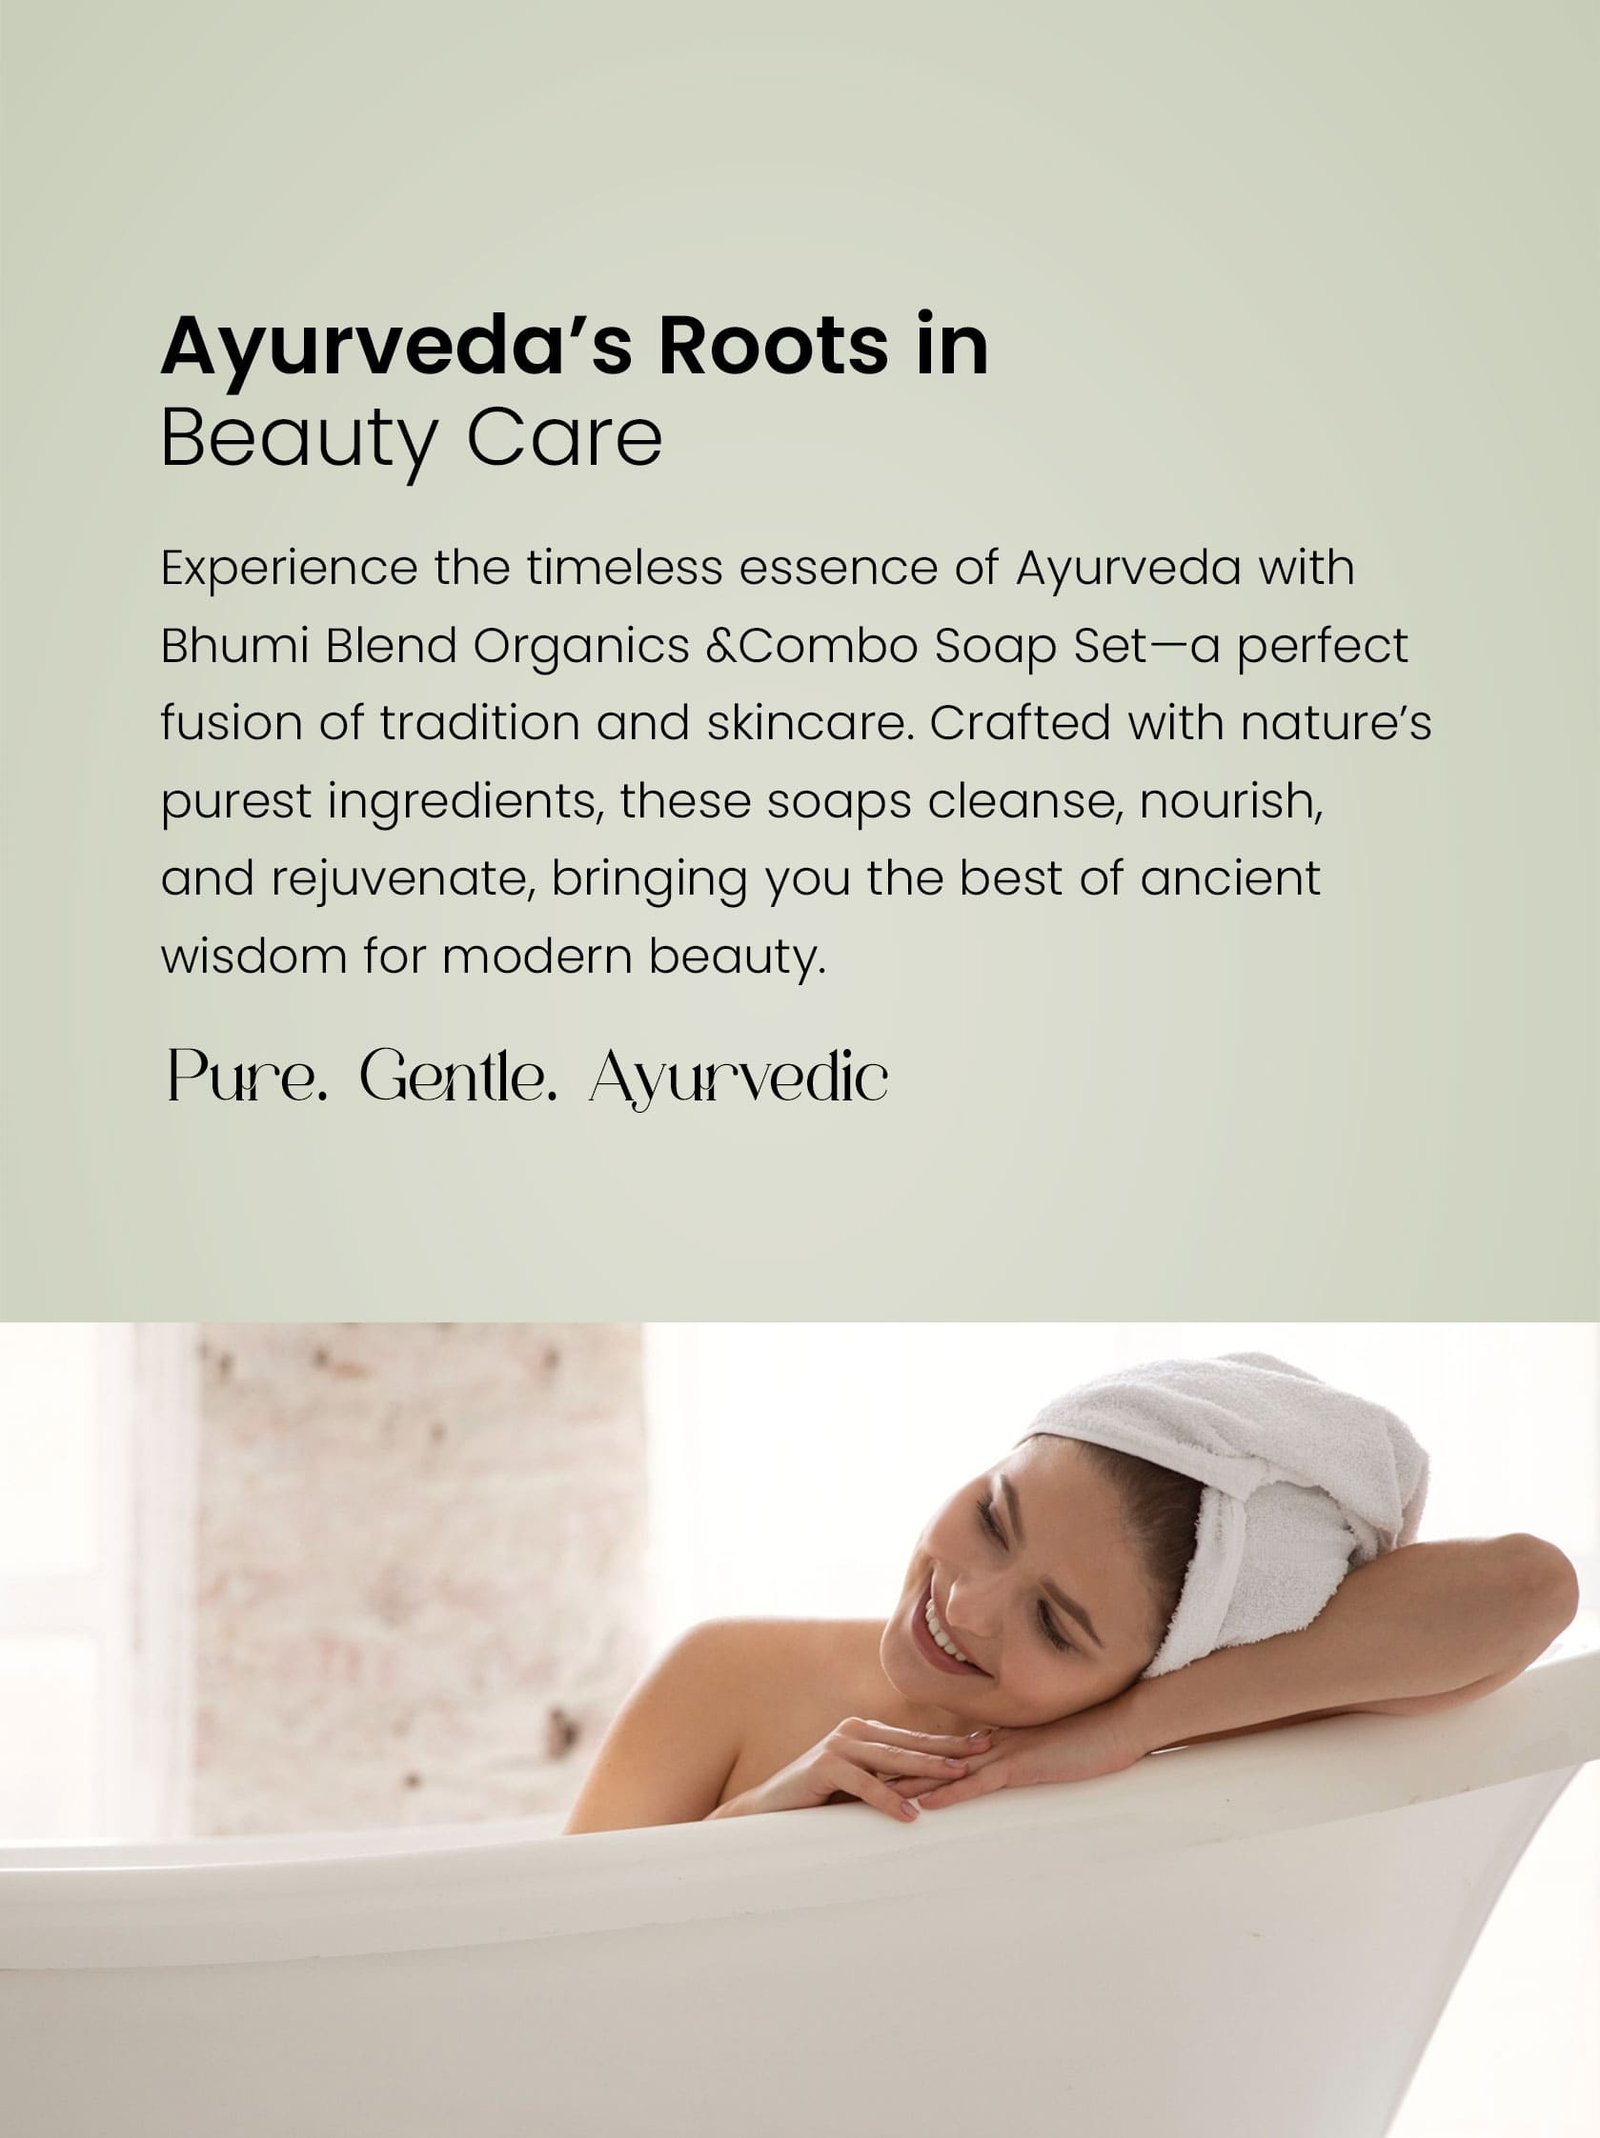 Ayurveda’s Roots in
Beauty Care
Experience the timeless essence of Ayurveda with
Bhumi Blend Organics &Combo Soap Set—a perfect
fusion of tradition and skincare. Crafted with nature’s
purest ingredients, these soaps cleanse, nourish,
and rejuvenate, bringing you the best of ancient
wisdom for modern beauty.
Pure. Gentle. Ayurvedic